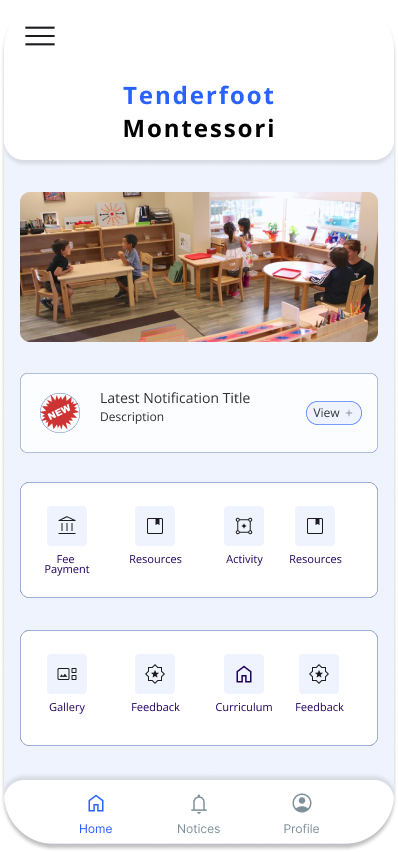 Tenderfoot
Montessori
NEW
Latest Notification Title
Description
View +
Fee
Payment
Resources
Activity
Resources
Gallery
Feedback
Curriculum
Feedback
Home
Notices
Profile